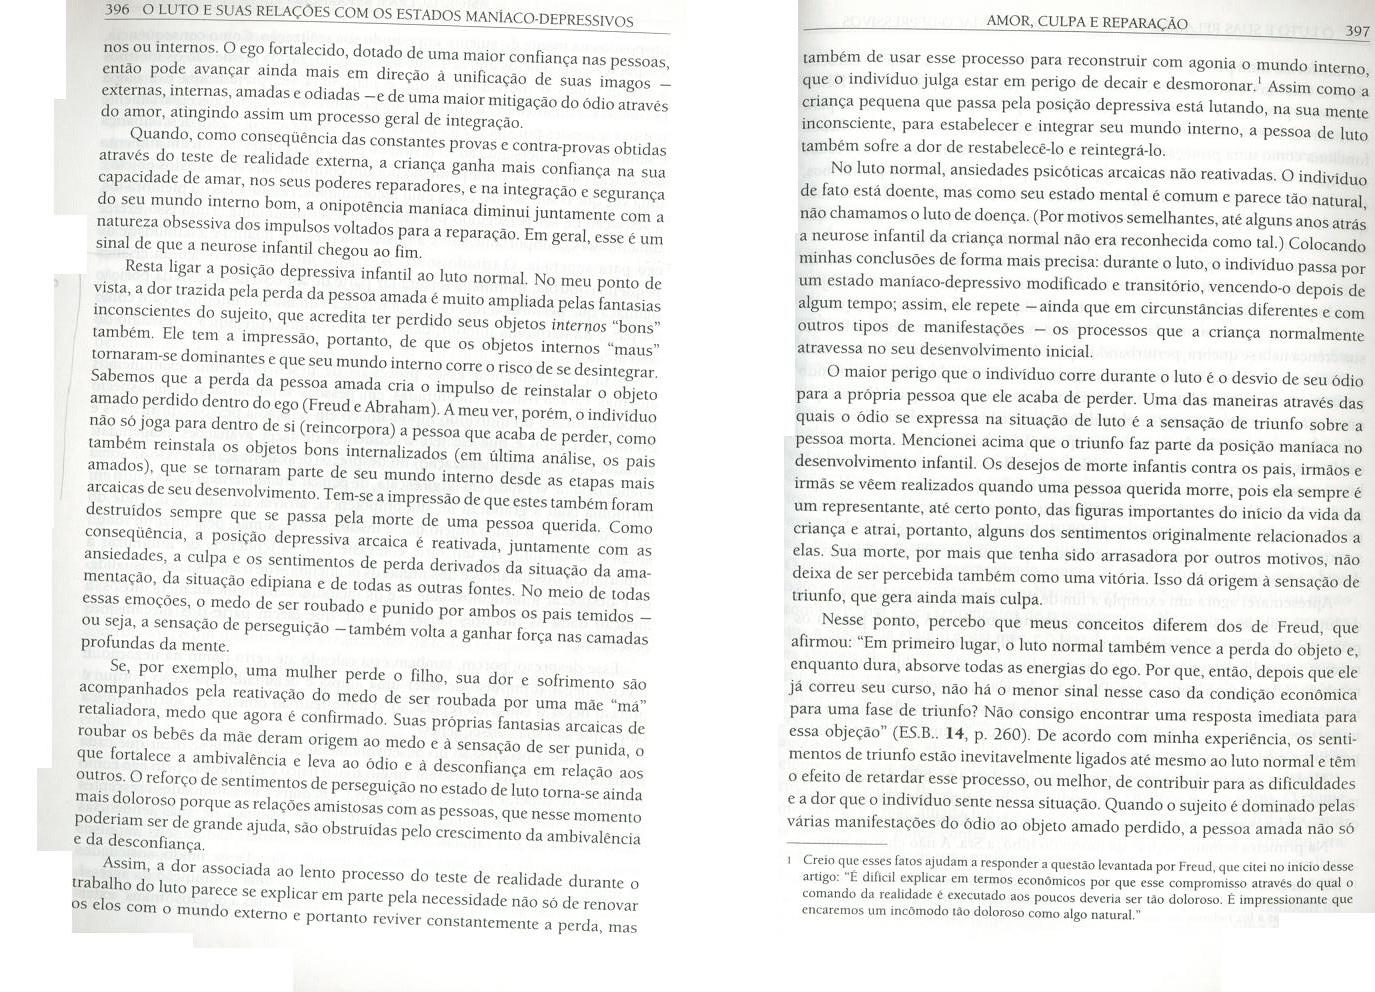 396 O LUTO E SUAS RELAÇÕES COM OS ESTADOS MANÍACO-DEPRESSIVOS
nos ou internos. O ego fortalecido, dotado de uma maior confiança nas pessoas,
então pode avançar ainda mais em direção à unificação de suas imagos —
externas, internas, amadas e odiadas —e de uma maior mitigação do ódio através
do amor, atingindo assim um processo geral de integração.
Quando, como conseqüência das constantes provas e contra-provas obtidas
através do teste de realidade externa, a criança ganha mais confiança na sua
capacidade de amar, nos seus poderes reparadores, e na integração e segurança
do seu mundo interno bom, a onipotência maníaca diminui juntamente com a
natureza obsessiva dos impulsos voltados para a reparação. Em geral, esse é um
sinal de que a neurose infantil chegou ao fim.
Resta ligar a posição depressiva infantil ao luto normal. No meu ponto de
vista, a dor trazida pela perda da pessoa amada é muito ampliada pelas fantasias
inconscientes do sujeito, que acredita ter perdido seus objetos internos “bons”
também. Ele tem a impressão, portanto, de que os objetos internos “maus”
tornaram-se dominantes e que seu mundo interno corre o risco de se desintegrar.
Sabemos que a perda da pessoa amada cria o impulso de reinstalar o objeto
amado perdido dentro do ego (Freud e Abraham). A meu ver, porém, o indivíduo
não só joga para dentro de si (reincorpora) a pessoa que acaba de perder, como
também reinstala os objetos bons internalizados (em última análise, os pais
amados), que se tornaram parte de seu mundo interno desde as etapas mais
arcaicas de seu desenvolvimento. Tem-se a impressão de que estes também foram
destruídos sempre que se passa pela morte de uma pessoa querida. Como
conseqüência, a posição depressiva arcaica é reativada, juntamente com as
ansiedades, a culpa e os sentimentos de perda derivados da situação da ama-
mentação, da situação edipiana e de todas as outras fontes. No meio de todas
essas emoções, o medo de ser roubado e punido por ambos os pais temidos —
ou seja, a sensação de perseguição —também volta a ganhar força nas camadas
profundas da mente.
Se, por exemplo, uma mulher perde o filho, sua dor e sofrimento são
acompanhados pela reativação do medo de ser roubada por uma mãe “má”
retaliadora, medo que agora é confirmado. Suas próprias fantasias arcaicas de
roubar os bebês da mãe deram origem ao medo e à sensação de ser punida, o
que fortalece a ambivalência e leva ao ódio e à desconfiança em relação aos
outros. O reforço de sentimentos de perseguição no estado de luto torna-se ainda
mais doloroso porque as relações amistosas com as pessoas, que nesse momento
poderiam ser de grande ajuda, são obstruídas pelo crescimento da ambivalência
e da desconfiança.
Assim, a dor associada ao lento processo do teste de realidade durante o
trabalho do luto parece se explicar em parte pela necessidade não só de renovar
os elos com o mundo externo e portanto reviver constantemente a perda, mas
AMOR, CULPA E REPARAÇÃO 397
também de usar esse processo para reconstruir com agonia o mundo interno,
que o indivíduo julga estar em perigo de decair e desmoronar.¹ Assim como a
criança pequena que passa pela posição depressiva está lutando, na sua mente
inconsciente, para estabelecer e integrar seu mundo interno, a pessoa de luto
também sofre a dor de restabelecê-lo e reintegrá-lo.
No luto normal, ansiedades psicóticas arcaicas não reativadas. O indivíduo
de fato está doente, mas como seu estado mental é comum e parece tão natural,
não chamamos o luto de doença. (Por motivos semelhantes, até alguns anos atrás
a neurose infantil da criança normal não era reconhecida como tal.) Colocando
minhas conclusões de forma mais precisa: durante o luto, o indivíduo passa por
um estado maníaco-depressivo modificado e transitório, vencendo-o depois de
algum tempo; assim, ele repete —ainda que em circunstâncias diferentes e com
outros tipos de manifestações — os processos que a criança normalmente
atravessa no seu desenvolvimento inicial.
O maior perigo que o indivíduo corre durante o luto é o desvio de seu ódio
para a própria pessoa que ele acaba de perder. Uma das maneiras através das
quais o ódio se expressa na situação de luto é a sensação de triunfo sobre a
pessoa morta. Mencionei acima que o triunfo faz parte da posição maníaca no
desenvolvimento infantil. Os desejos de morte infantis contra os pais, irmãos e
irmãs se vêem realizados quando uma pessoa querida morre, pois ela sempre é
um representante, até certo ponto, das figuras importantes do início da vida da
criança e atrai, portanto, alguns dos sentimentos originalmente relacionados a
elas. Sua morte, por mais que tenha sido arrasadora por outros motivos, não
deixa de ser percebida também como uma vitória. Isso dá origem à sensação de
triunfo, que gera ainda mais culpa.
Nesse ponto, percebo que meus conceitos diferem dos de Freud, que
afirmou: “Em primeiro lugar, o luto normal também vence a perda do objeto e,
enquanto dura, absorve todas as energias do ego. Por que, então, depois que ele
já correu seu curso, não há o menor sinal nesse caso da condição econômica
para uma fase de triunfo? Não consigo encontrar uma resposta imediata para
essa objeção” (ES.B.. 14, p. 260). De acordo com minha experiência, os senti-
mentos de triunfo estão inevitavelmente ligados até mesmo ao luto normal e têm
o efeito de retardar esse processo, ou melhor, de contribuir para as dificuldades
e a dor que o indivíduo sente nessa situação. Quando o sujeito é dominado pelas
várias manifestações do ódio ao objeto amado perdido, a pessoa amada não só
1 Creio que esses fatos ajudam a responder a questão levantada por Freud, que citei no início desse
artigo: “É difícil explicar em termos econômicos por que esse compromisso através do qual o
comando da realidade é executado aos poucos deveria ser tão doloroso. É impressionante que
encaremos um incômodo tão doloroso como algo natural.”